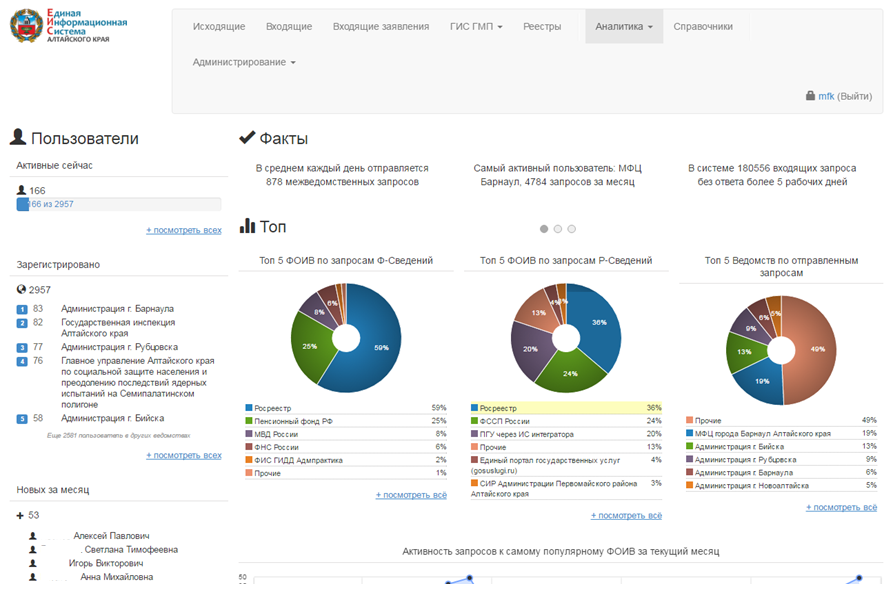 Единая
Информационная
Система
АЛТАЙСКОГО КРАЯ
Исходящие
Входящие
Входящие заявления
ГИС ГМП
Реестры
Аналитика
Справочники
Администрирование
mfk (Выйти)
Пользователи
Активные сейчас
166
166 из 2957
+ посмотреть всех
Зарегистрировано
2957
1 83 Администрация г. Барнаула
2 82 Государственная инспекция
Алтайского края
3 77 Администрация г. Рубцовска
4 76 Главное управление Алтайского края
по социальной защите населения и
преодолению последствий ядерных
испытаний на Семипалатинском
полигоне
5 58 Администрация г. Бийска
Еще 2581 пользователь в других ведомствах
+ посмотреть всех
Новых за месяц
53
Алексей Павлович
Светлана Тимофеевна
Игорь Викторович
Анна Михайловна
Факты
В среднем каждый день отправляется
878 межведомственных запросов
Самый активный пользователь: МФЦ
Барнаул, 4784 запросов за месяц
В системе 180556 входящих запроса
без ответа более 5 рабочих дней
Топ
Топ 5 ФОИВ по запросам Ф-Сведений
59%
25%
8%
6%
Росреестр 59%
Пенсионный фонд РФ 25%
МВД России 8%
ФНС России 6%
ФИС ГИДД Адмпрактика 2%
Прочие 1%
+ посмотреть всё
Топ 5 ФОИВ по запросам Р-Сведений
36%
24%
20%
13%
4%
3%
Росреестр 36%
ФССП России 24%
ПГУ через ИС интегратора 20%
Прочие 13%
Единый портал государственных услуг 4%
(gosuslugi.ru)
СИР Администрации Первомайского района 3%
Алтайского края
+ посмотреть всё
Топ 5 Ведомств по отправленным
запросам
49%
19%
13%
9%
6%
5%
Прочие 49%
МФЦ города Барнаул Алтайского края 19%
Администрация г. Бийска 13%
Администрация г. Рубцовска 9%
Администрация г. Барнаула 6%
Администрация г. Новоалтайска 5%
+ посмотреть всё
Активность запросов к самому популярному ФОИВ за текущий месяц
50